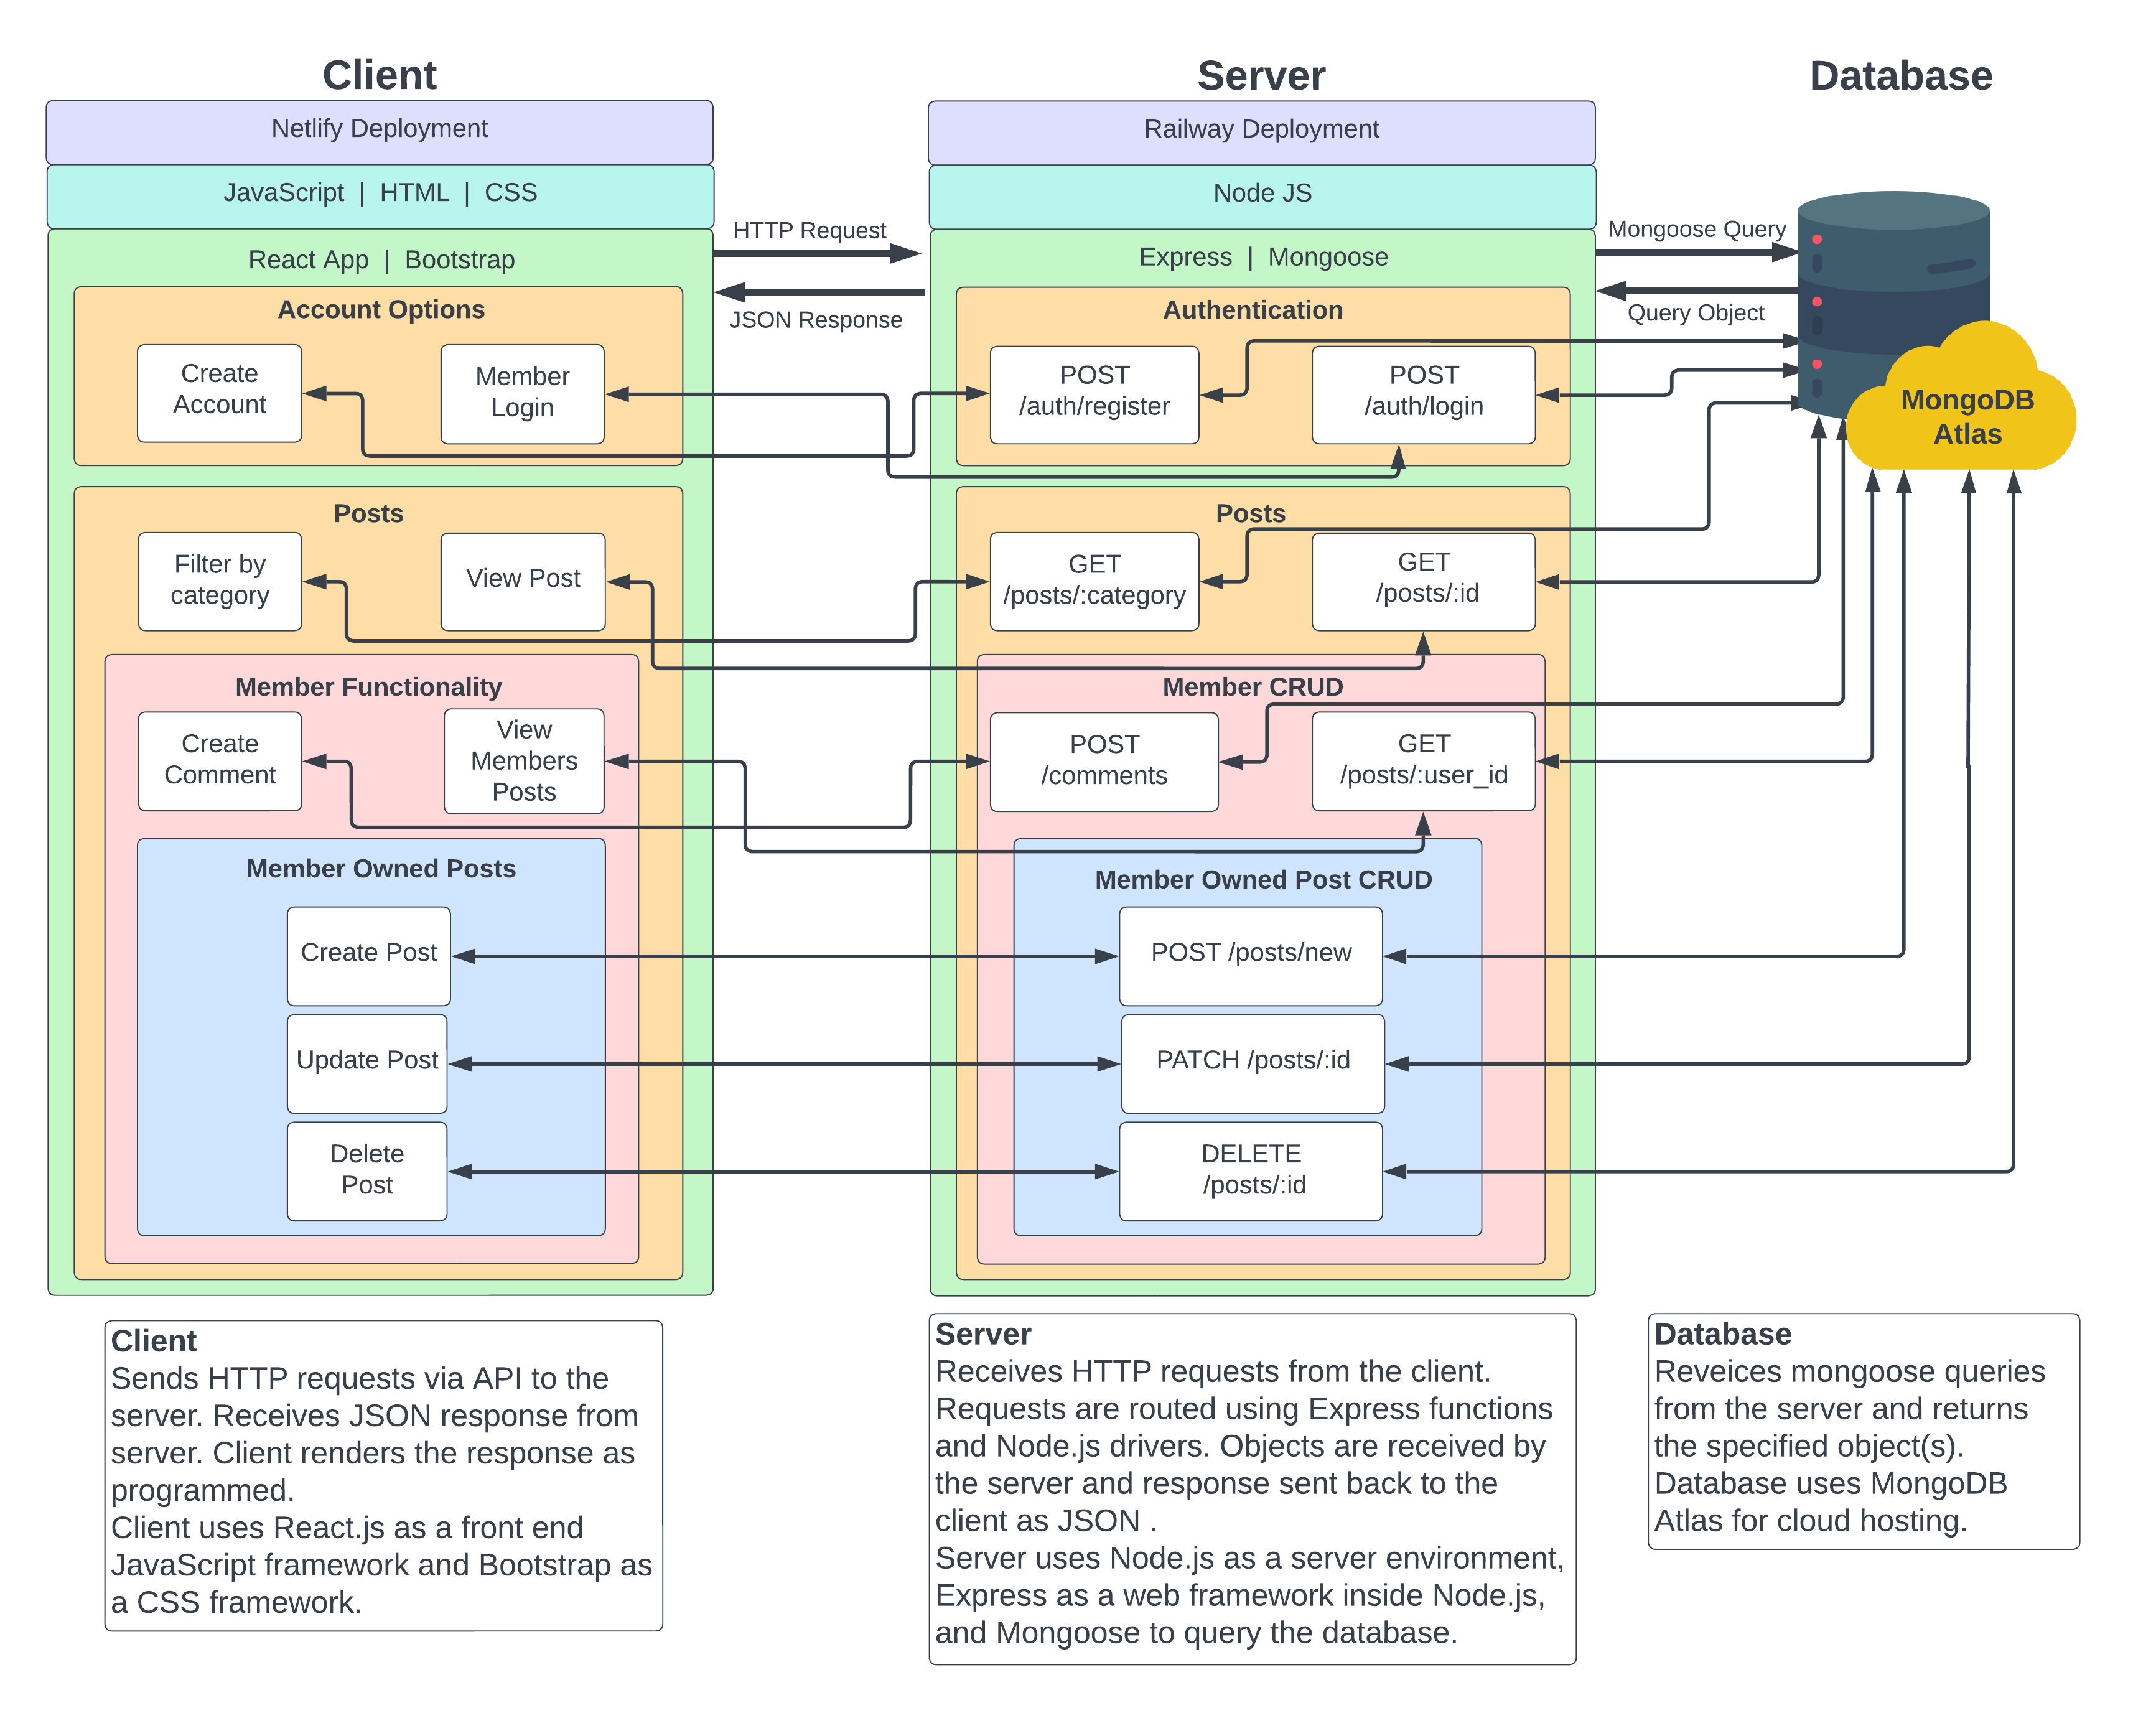 Client
Server
Database
Netlify Deployment
JavaScript | HTML | CSS
React App | Bootstrap
Account Options
Create
Account
Member
Login
Posts
Filter by
category
View Post
Member Functionality
Create
Comment
View
Members
Posts
Member Owned Posts
Create Post
Update Post
Delete
Post
HTTP Request
JSON Response
Railway Deployment
Node JS
Express | Mongoose
Authentication
POST
/auth/register
POST
/auth/login
Posts
GET
/posts/:category
GET
/posts/:id
Member CRUD
POST
/comments
GET
/posts/:user_id
Member Owned Post CRUD
POST /posts/new
PATCH /posts/:id
DELETE
/posts/:id
Mongoose Query
Query Object
MongoDB
Atlas
Client
Sends HTTP requests via API to the
server. Receives JSON response from
server. Client renders the response as
programmed.
Client uses React.js as a front end
JavaScript framework and Bootstrap as
a CSS framework.
Server
Receives HTTP requests from the client.
Requests are routed using Express functions
and Node.js drivers. Objects are received by
the server and response sent back to the
client as JSON .
Server uses Node.js as a server environment,
Express as a web framework inside Node.js,
and Mongoose to query the database.
Database
Reveices mongoose queries
from the server and returns
the specified object(s).
Database uses MongoDB
Atlas for cloud hosting.